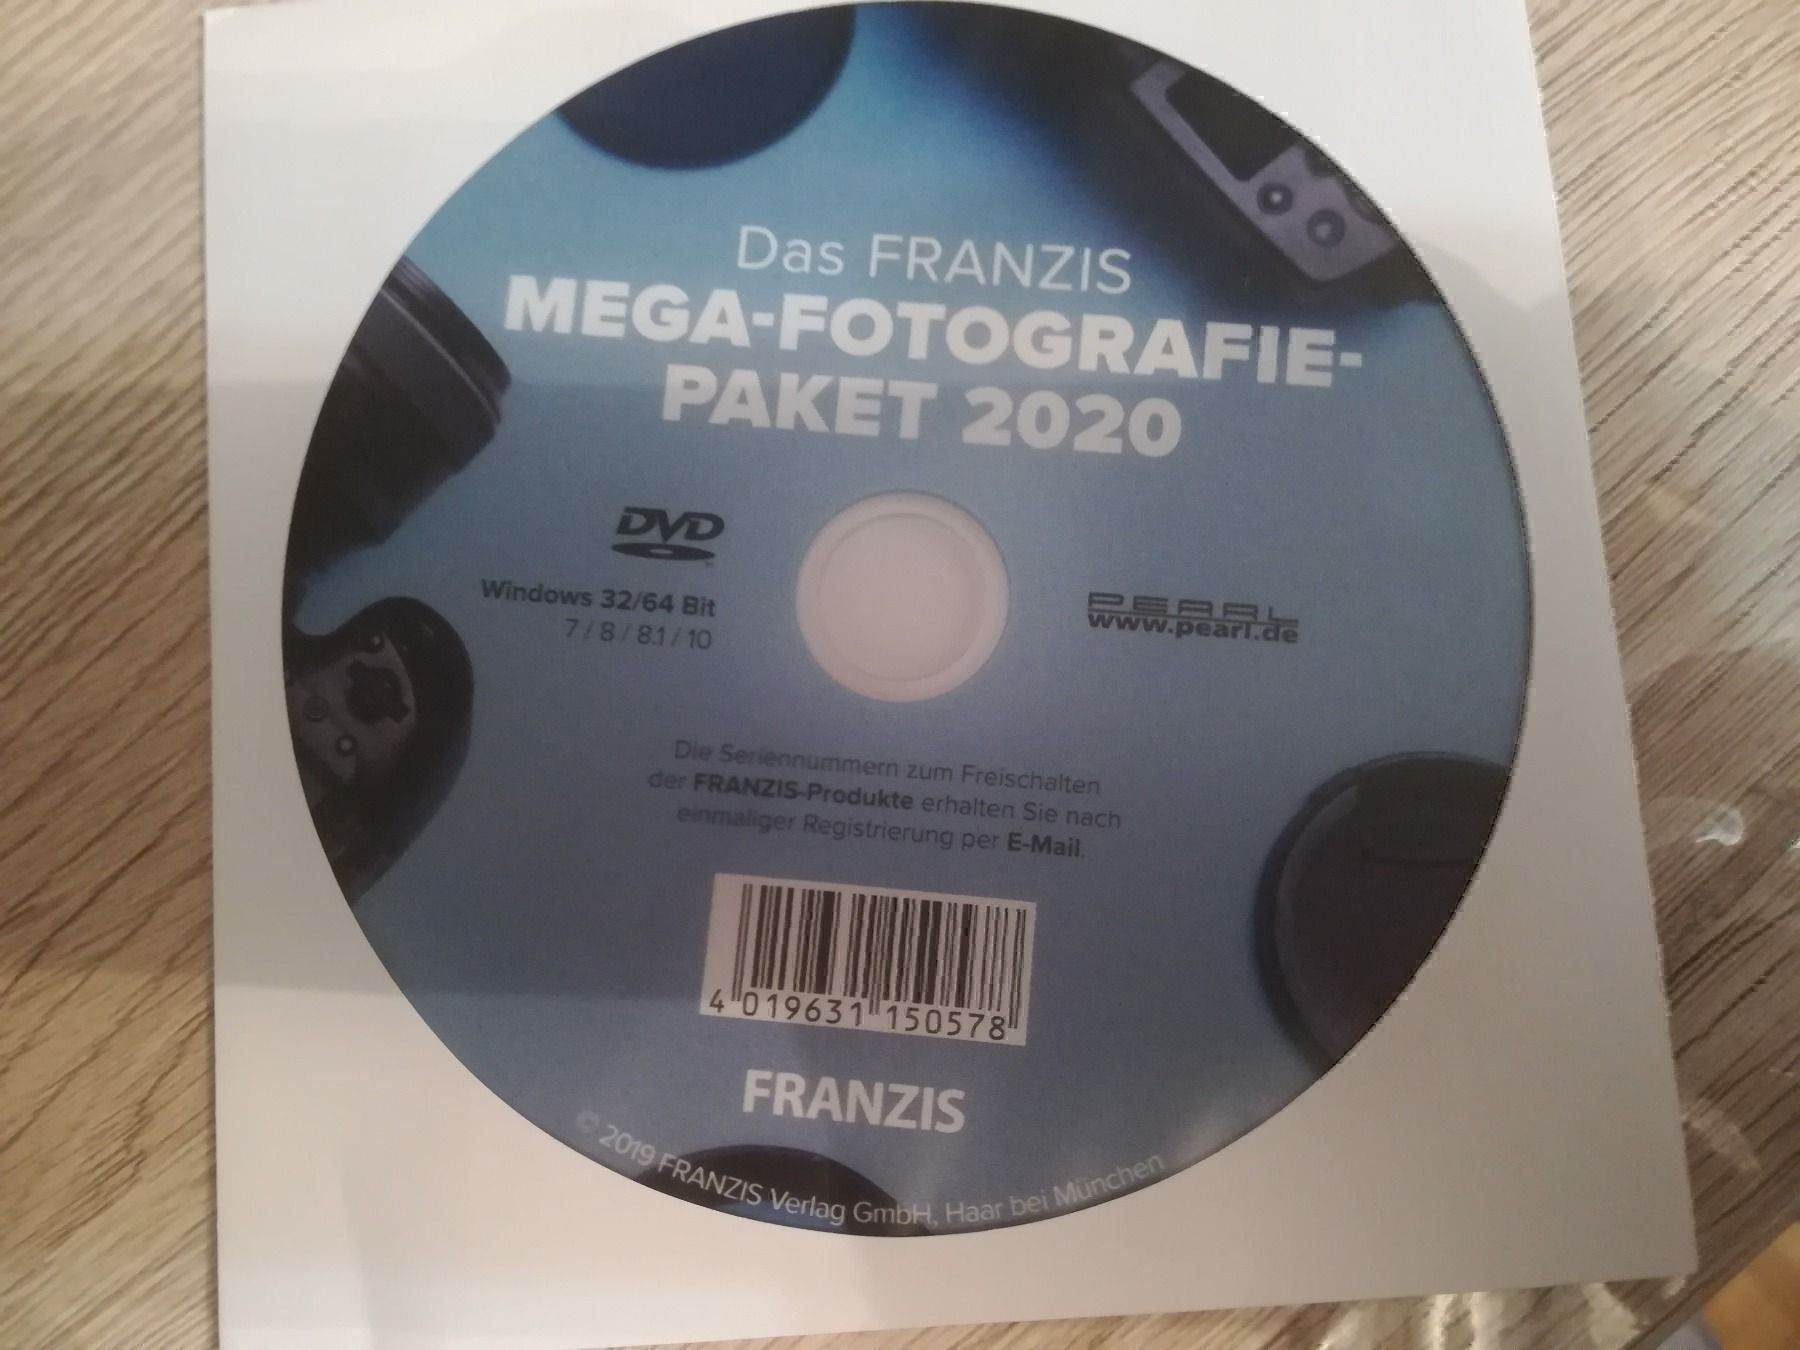 Das FRANZIS
MEGA-FOTOGRAFIE-
PAKET 2020
DVD
Windows 32/64 Bit
7 / 8 / 8.1 / 10
PEARL
www.pearl.de
Die Seriennummern zum Freischalten
der FRANZIS-Produkte erhalten Sie nach
einmaliger Registrierung per E-Mail.
4 019631 150578
FRANZIS
© 2019 FRANZIS Verlag GmbH, Haar bei München